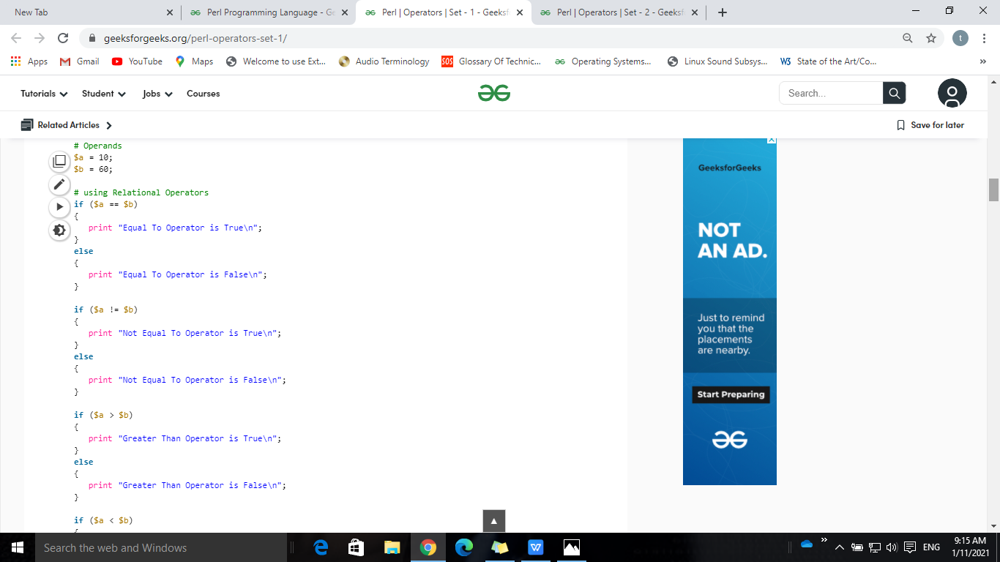 New Tab
Perl Programming Language - Ge
Perl | Operators | Set - 1 - Geeksf
Perl | Operators | Set - 2 - Geeksf
geeksforgeeks.org/perl-operators-set-1/
t
Apps
Gmail
YouTube
Maps
Welcome to use Ext...
Audio Terminology
SOS
Glossary Of Technic...
Operating Systems...
Linux Sound Subsys...
W3
State of the Art/Co...
Tutorials
Student
Jobs
Courses
Search...
Related Articles
Save for later
# Operands
$a = 10;
$b = 60;
# using Relational Operators
if ($a == $b)
{
print "Equal To Operator is True\n";
}
else
{
print "Equal To Operator is False\n";
}
if ($a != $b)
{
print "Not Equal To Operator is True\n";
}
else
{
print "Not Equal To Operator is False\n";
}
if ($a > $b)
{
print "Greater Than Operator is True\n";
}
else
{
print "Greater Than Operator is False\n";
}
if ($a < $b)
{
GeeksforGeeks
NOT
AN AD.
Just to remind
you that the
placements
are nearby.
Start Preparing
Search the web and Windows
W
ENG
9:15 AM
1/11/2021